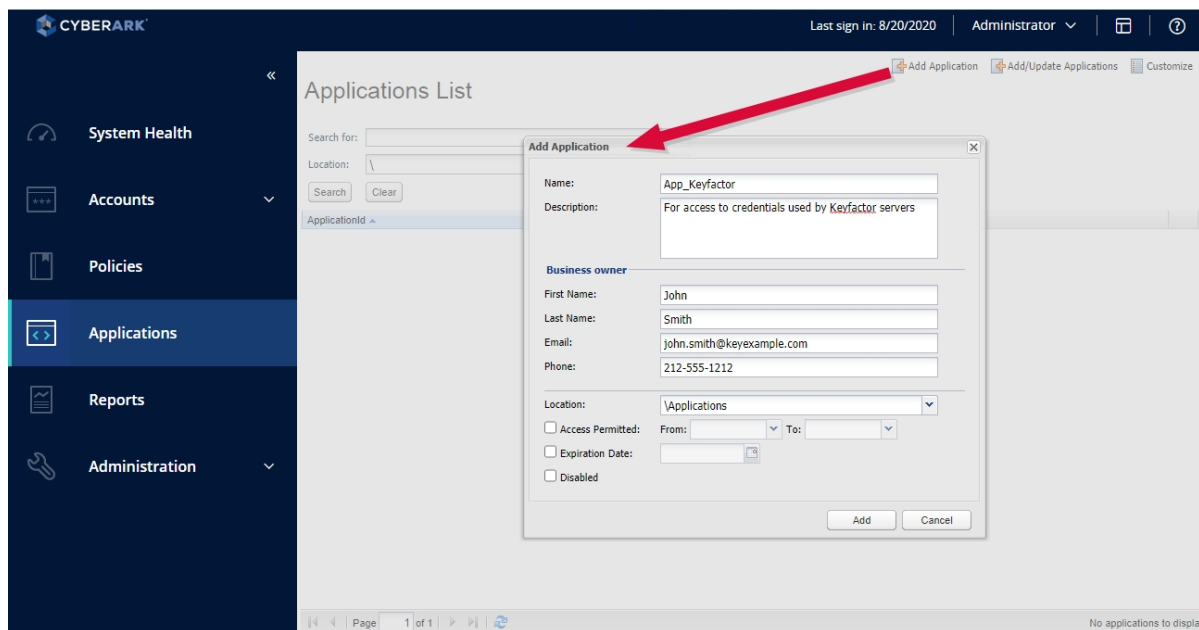 CYBERARK
Last sign in: 8/20/2020
Administrator
«
System Health
Accounts
Policies
Applications
Reports
Administration
Add Application
Add/Update Applications
Customize
Applications List
Search for:
Location: \
Search Clear
ApplicationId
Add Application
Name: App_Keyfactor
Description: For access to credentials used by Keyfactor servers
Business owner
First Name: John
Last Name: Smith
Email: john.smith@keyexample.com
Phone: 212-555-1212
Location: \Applications
Access Permitted: From: To:
Expiration Date:
Disabled
Add Cancel
Page 1 of 1
No applications to displa